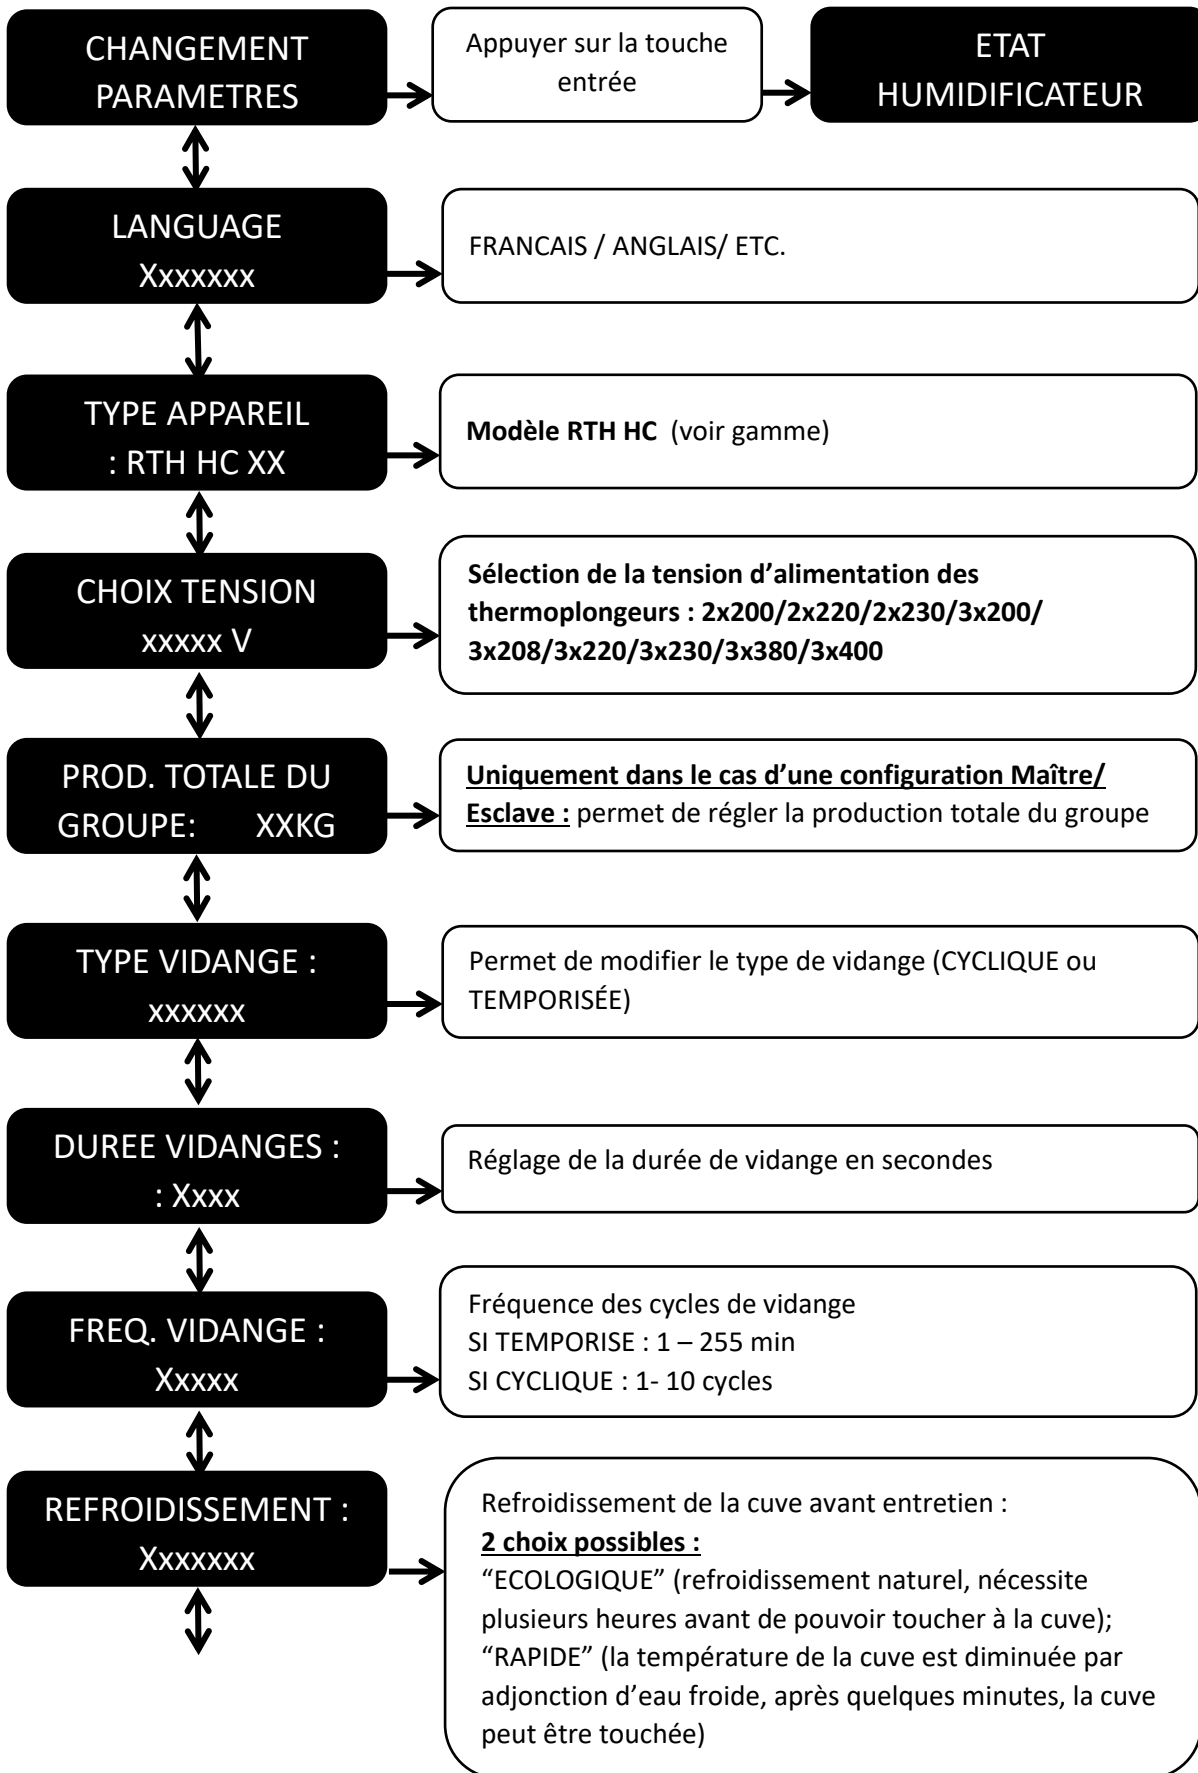 CHANGEMENT
PARAMETRES
Appuyer sur la touche
entrée
ETAT
HUMIDIFICATEUR
LANGUAGE
Xxxxxxx
FRANCAIS / ANGLAIS/ ETC.
TYPE APPAREIL
: RTH HC XX
Modèle RTH HC (voir gamme)
CHOIX TENSION
xxxxx V
Sélection de la tension d’alimentation des
thermoplongeurs : 2x200/2x220/2x230/3x200/
3x208/3x220/3x230/3x380/3x400
PROD. TOTALE DU
GROUPE: XXKG
Uniquement dans le cas d’une configuration Maître/
Esclave : permet de régler la production totale du groupe
TYPE VIDANGE :
xxxxxx
Permet de modifier le type de vidange (CYCLIQUE ou
TEMPORISÉE)
DUREE VIDANGES :
: Xxxx
Réglage de la durée de vidange en secondes
FREQ. VIDANGE :
Xxxxx
Fréquence des cycles de vidange
SI TEMPORISE : 1 – 255 min
SI CYCLIQUE : 1- 10 cycles
REFROIDISSEMENT :
Xxxxxxx
Refroidissement de la cuve avant entretien :
2 choix possibles :
“ECOLOGIQUE” (refroidissement naturel, nécessite
plusieurs heures avant de pouvoir toucher à la cuve);
“RAPIDE” (la température de la cuve est diminuée par
adjonction d’eau froide, après quelques minutes, la cuve
peut être touchée)